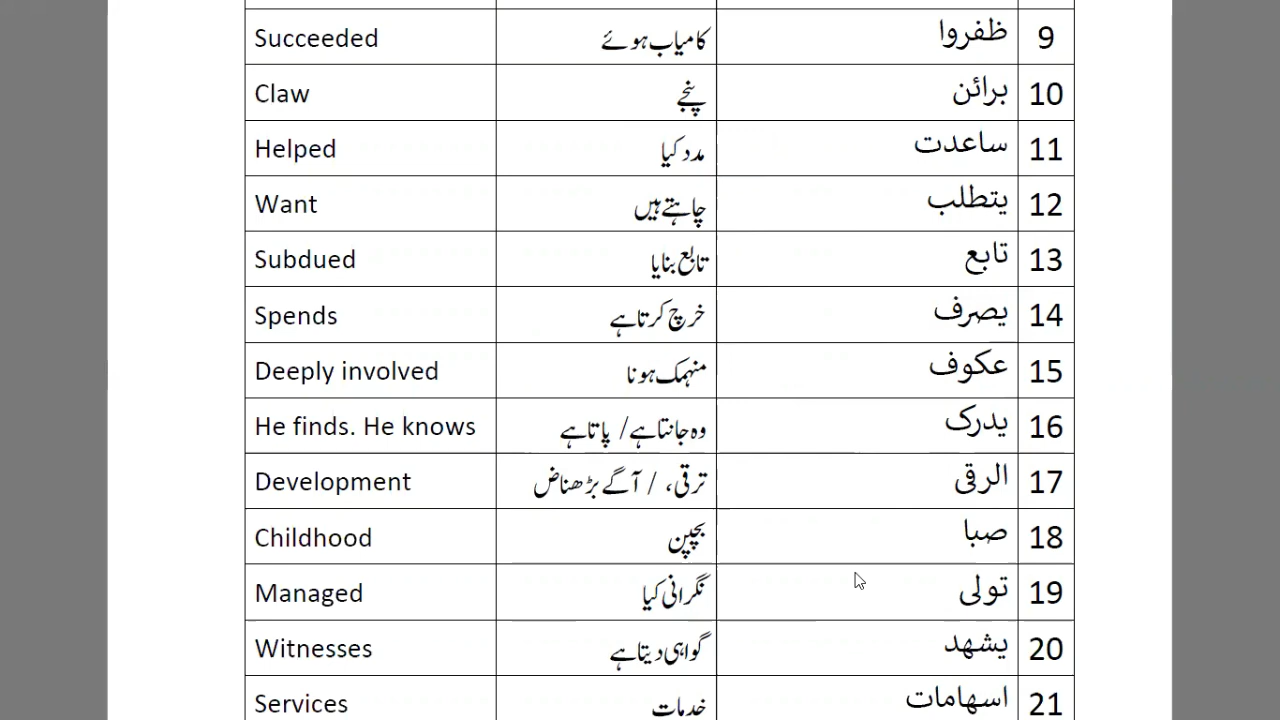 Succeeded کامیاب ہوئے ظفروا 9
Claw پنجے برائن 10
Helped مدد کیا ساعدت 11
Want چاہتے ہیں یتطلب 12
Subdued تابع بنایا تابع 13
Spends خرچ کرتا ہے یصرف 14
Deeply involved منہمک ہونا عکوف 15
He finds. He knows وہ جانتا ہے/ پاتا ہے یدرک 16
Development ترقی، / آگے بڑھناض الرقی 17
Childhood بچپن صبا 18
Managed نگرانی کیا تولی 19
Witnesses گواہی دیتا ہے یشهد 20
Services خدمات اسهامات 21